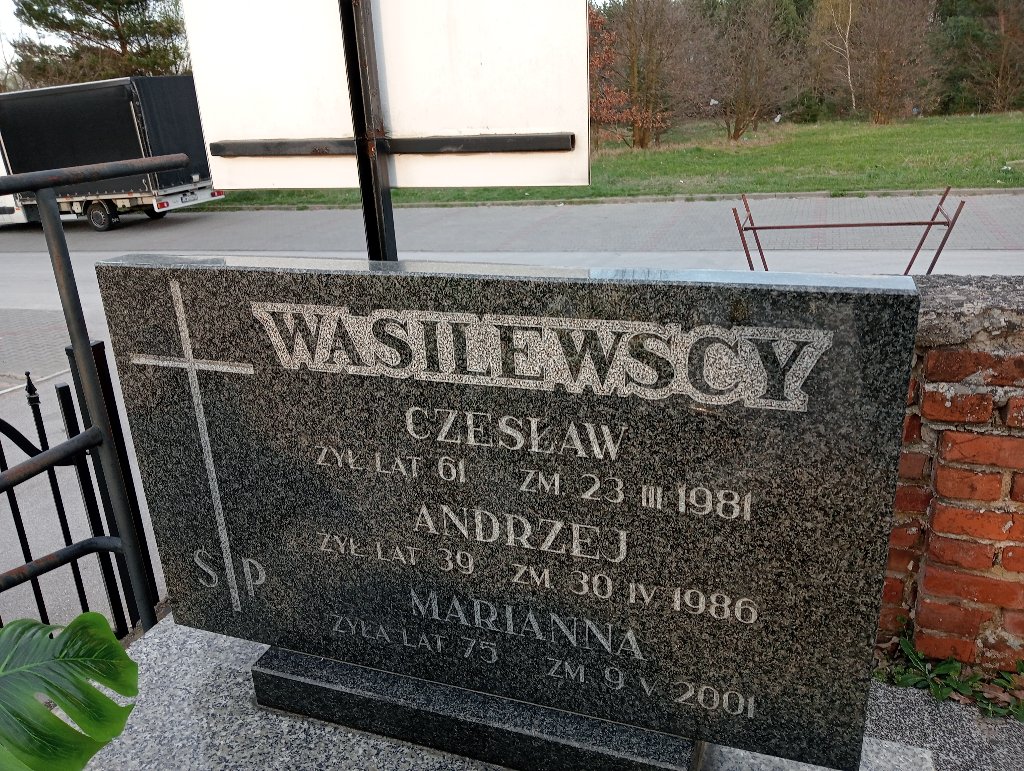 WASILEWSCY
CZESŁAW
ŻYŁ LAT 61 ZM 23 III 1981
ANDRZEJ
ŻYŁ LAT 39 ZM 30 IV 1986
MARIANNA
ŻYŁA LAT 75 ZM 9 V 2001
Ś P